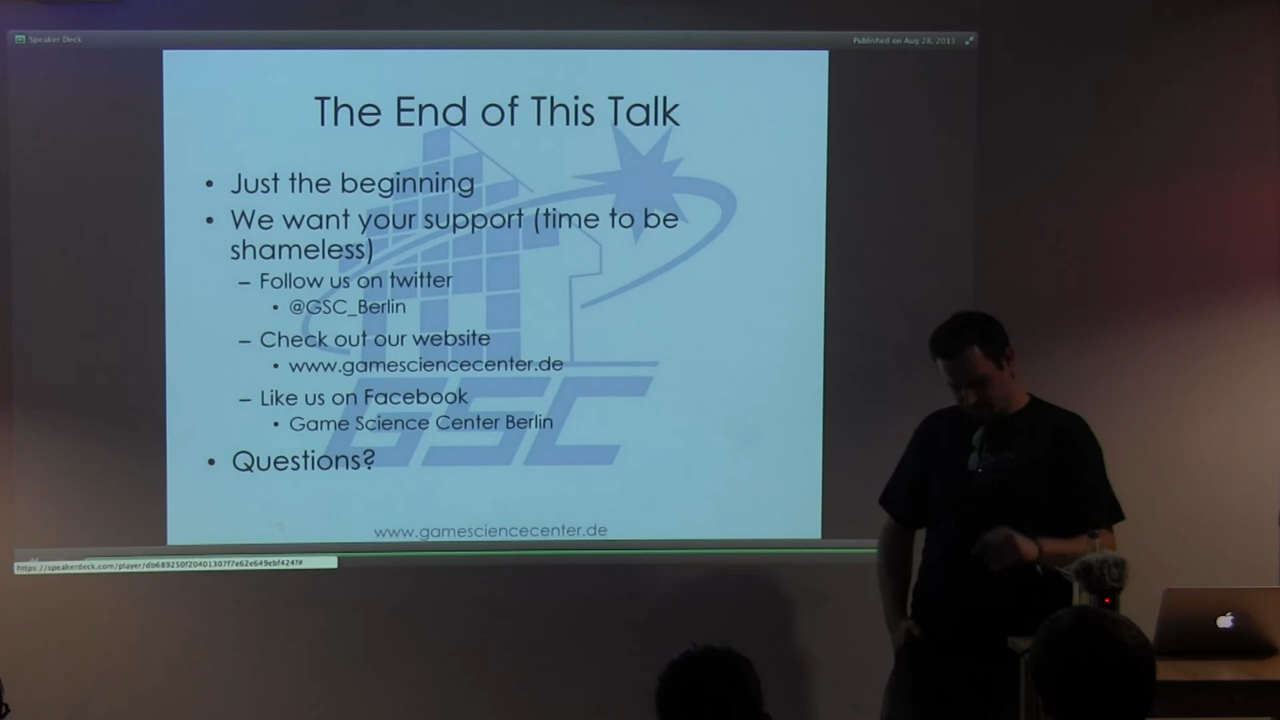 Speaker Deck
Published on Aug 28, 2013
The End of This Talk
• Just the beginning
• We want your support (time to be
shameless)
– Follow us on twitter
• @GSC_Berlin
– Check out our website
• www.gamesciencecenter.de
– Like us on Facebook
• Game Science Center Berlin
• Questions?
GSC
www.gamesciencecenter.de